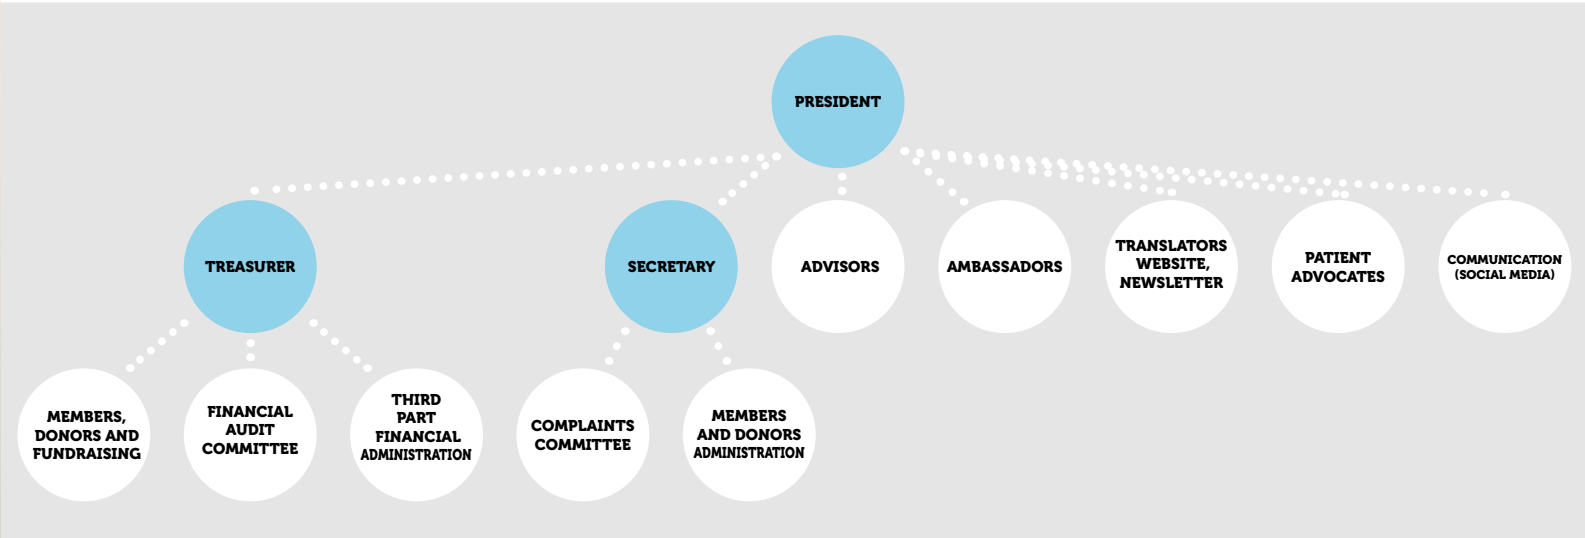 PRESIDENT
TREASURER
SECRETARY
ADVISORS
AMBASSADORS
TRANSLATORS
WEBSITE,
NEWSLETTER
PATIENT
ADVOCATES
COMMUNICATION
(SOCIAL MEDIA)
MEMBERS,
DONORS AND
FUNDRAISING
FINANCIAL
AUDIT
COMMITTEE
THIRD
PART
FINANCIAL
ADMINISTRATION
COMPLAINTS
COMMITTEE
MEMBERS
AND DONORS
ADMINISTRATION